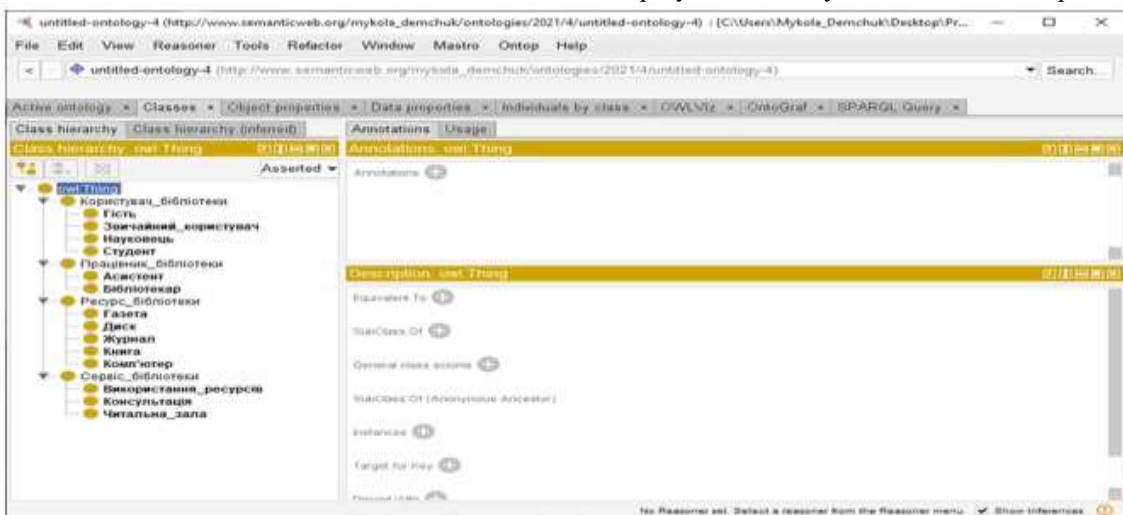 untitled-ontology-4 (http://www.semanticweb.org/mykola_demchuk/ontologies/2021/4/untitled-ontology-4) : [C:\Users\Mykola_Demchuk\Desktop\Pr...
File Edit View Reasoner Tools Refactor Window Mastro Ontop Help
< untitled-ontology-4 (http://www.semanticweb.org/mykola_demchuk/ontologies/2021/4/untitled-ontology-4) Search...
Active ontology × Classes × Object properties × Data properties × Individuals by class × OWLViz × OntoGraf × SPARQL Query ×
Class hierarchy Class hierarchy (inferred) Annotations Usage
Class hierarchy: owl:Thing Annotations: owl:Thing
Asserted Annotations
owl:Thing
Користувач_бібліотеки
Гість
Звичайний_користувач
Науковець
Студент
Працівник_бібліотеки
Асистент
Бібліотекар
Ресурс_бібліотеки
Газета
Диск
Журнал
Книга
Комп'ютер
Сервіс_бібліотеки
Використання_ресурсів
Консультація
Читальна_зала
Description: owl:Thing
Equivalent To
SubClass Of
General class axioms
SubClass Of (Anonymous Ancestor)
Instances
Target for Key
No Reasoner set. Select a reasoner from the Reasoner menu Show Inferences